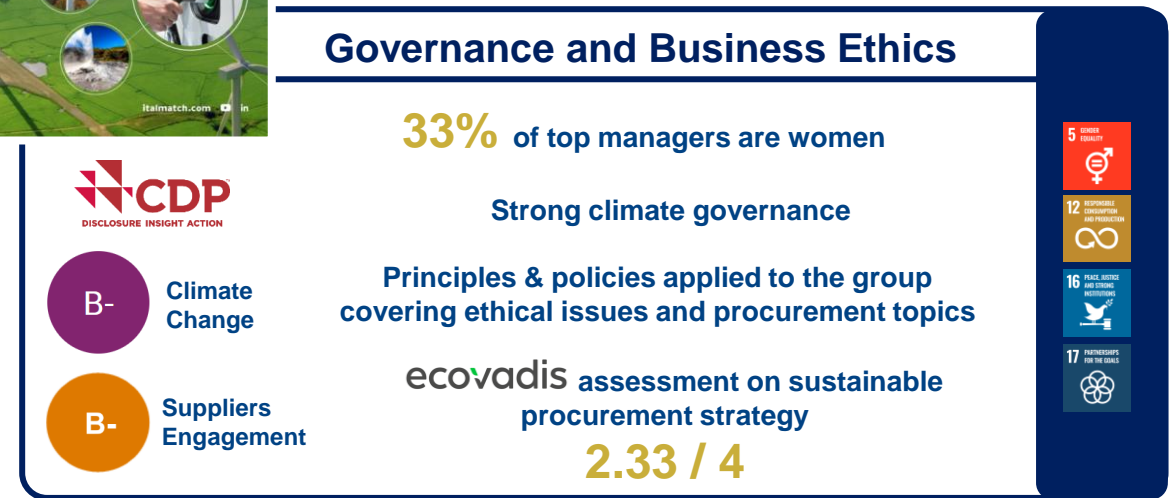 Governance and Business Ethics
italmatch.com in
33% of top managers are women
CDP
DISCLOSURE INSIGHT ACTION
Strong climate governance
B-
Climate
Change
Principles & policies applied to the group
covering ethical issues and procurement topics
B-
Suppliers
Engagement
ecovadis assessment on sustainable
procurement strategy
2.33 / 4
5 GENDER
EQUALITY
12 RESPONSIBLE
CONSUMPTION
AND PRODUCTION
16 PEACE, JUSTICE
AND STRONG
INSTITUTIONS
17 PARTNERSHIPS
FOR THE GOALS